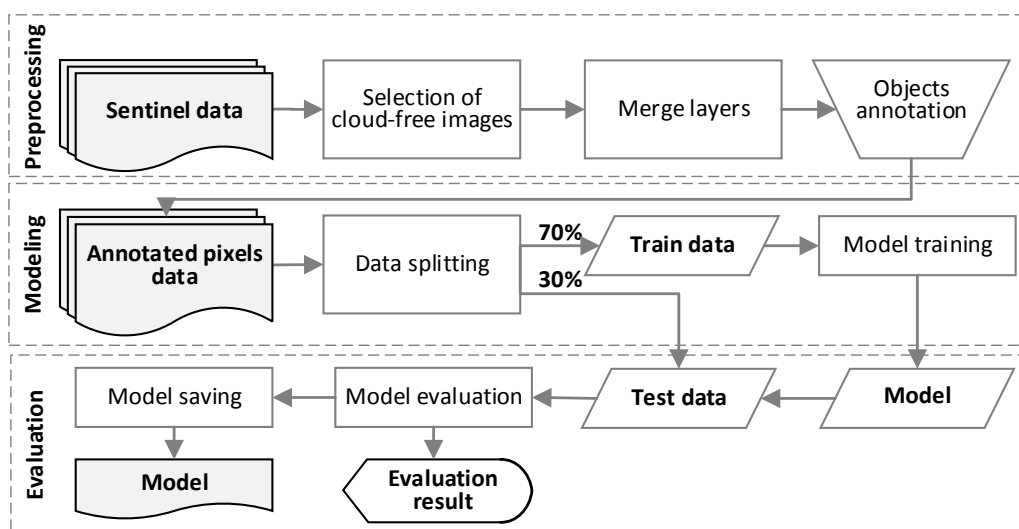 Preprocessing
Sentinel data
Selection of
cloud-free images
Merge layers
Objects
annotation
Modeling
Annotated pixels
data
Data splitting
70%
30%
Train data
Model training
Evaluation
Model saving
Model evaluation
Test data
Model
Model
Evaluation
result